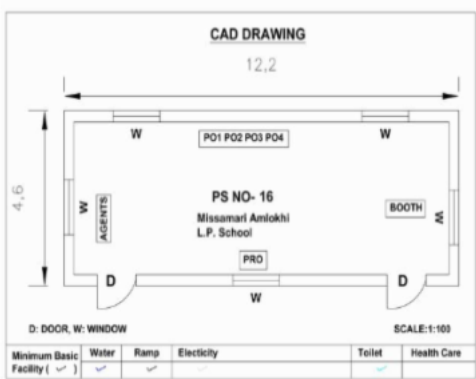 CAD DRAWING
12,2
W
W
PO1 PO2 PO3 PO4
4,6
W
AGENTS
PS NO- 16
Missamari Amlokhi
L.P. School
BOOTH
W
PRO
D
D
W
D: DOOR, W: WINDOW
SCALE:1:100
Minimum Basic Water Ramp Electicity Toilet Health Care
Facility ( ✓ ) ✓ ✓ ✓ ✓